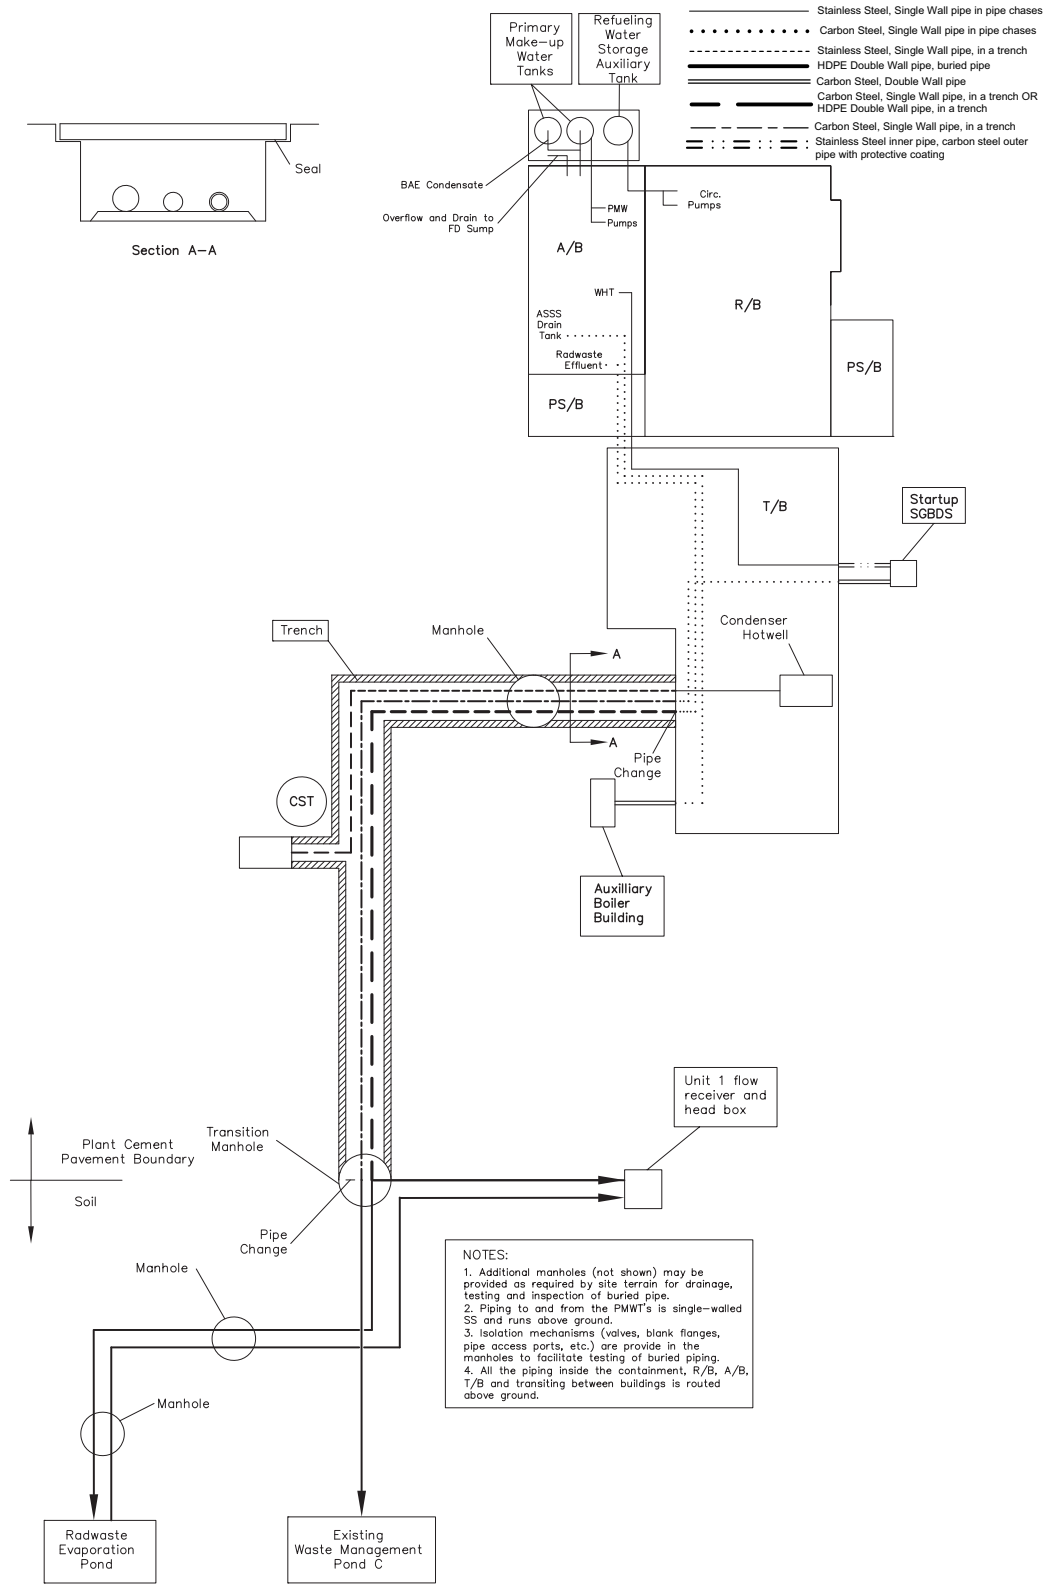 Primary
Make-up
Water
Tanks
Refueling
Water
Storage
Auxiliary
Tank
Stainless Steel, Single Wall pipe in pipe chases
Carbon Steel, Single Wall pipe in pipe chases
Stainless Steel, Single Wall pipe, in a trench
HDPE Double Wall pipe, buried pipe
Carbon Steel, Double Wall pipe
Carbon Steel, Single Wall pipe, in a trench OR
HDPE Double Wall pipe, in a trench
Carbon Steel, Single Wall pipe, in a trench
Stainless Steel inner pipe, carbon steel outer
pipe with protective coating
Seal
Section A-A
BAE Condensate
Overflow and Drain to
FD Sump
PMW
Pumps
Circ.
Pumps
A/B
R/B
WHT
ASSS
Drain
Tank
Radwaste
Effluent
PS/B
PS/B
T/B
Startup
SGBDS
Condenser
Hotwell
Trench
Manhole
A
A
Pipe
Change
CST
Auxilliary
Boiler
Building
Unit 1 flow
receiver and
head box
Transition
Manhole
Plant Cement
Pavement Boundary
Soil
Pipe
Change
Manhole
Manhole
NOTES:
1. Additional manholes (not shown) may be
provided as required by site terrain for drainage,
testing and inspection of buried pipe.
2. Piping to and from the PMWT's is single-walled
SS and runs above ground.
3. Isolation mechanisms (valves, blank flanges,
pipe access ports, etc.) are provide in the
manholes to facilitate testing of buried piping.
4. All the piping inside the containment, R/B, A/B,
T/B and transiting between buildings is routed
above ground.
Radwaste
Evaporation
Pond
Existing
Waste Management
Pond C